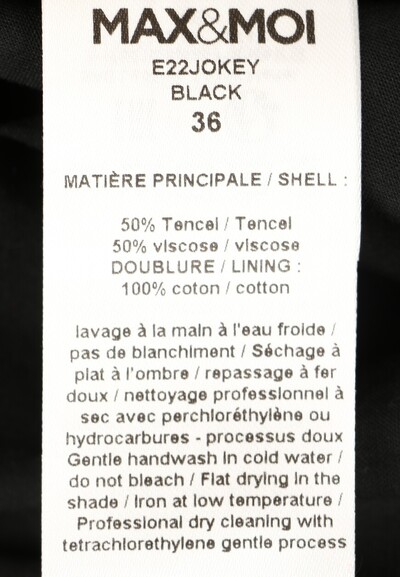 MAX&MOI
E22JOKEY
BLACK
36
MATIÈRE PRINCIPALE / SHELL :
50% Tencel / Tencel
50% viscose / viscose
DOUBLURE / LINING :
100% coton / cotton
lavage à la main à l'eau froide /
pas de blanchiment / Séchage à
plat à l'ombre / repassage à fer
doux / nettoyage professionnel à
sec avec perchloréthylène ou
hydrocarbures - processus doux
Gentle handwash in cold water /
do not bleach / Flat drying in the
shade / Iron at low temperature /
Professional dry cleaning with
tetrachlorethylene gentle process